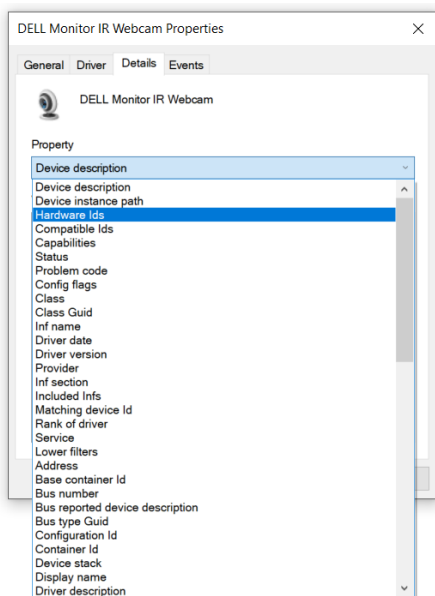 DELL Monitor IR Webcam Properties
General Driver Details Events
DELL Monitor IR Webcam
Property
Device description
Device description
Device instance path
Hardware Ids
Compatible Ids
Capabilities
Status
Problem code
Config flags
Class
Class Guid
Inf name
Driver date
Driver version
Provider
Inf section
Included Infs
Matching device Id
Rank of driver
Service
Lower filters
Address
Base container Id
Bus number
Bus reported device description
Bus type Guid
Configuration Id
Container Id
Device stack
Display name
Driver description